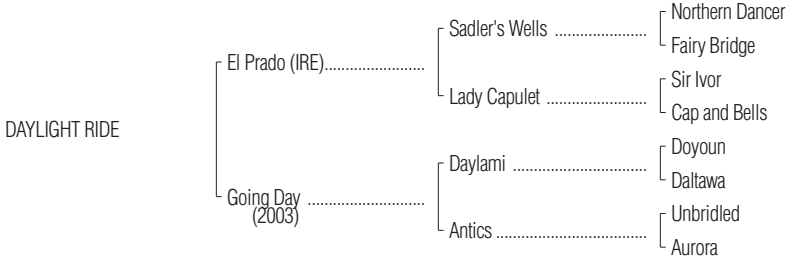 Northern Dancer
Sadler's Wells ........................
Fairy Bridge
El Prado (IRE)..........................
Sir Ivor
Lady Capulet ..........................
Cap and Bells
DAYLIGHT RIDE
Doyoun
Daylami ...................................
Daltawa
Going Day ..............................
(2003)
Unbridled
Antics .......................................
Aurora